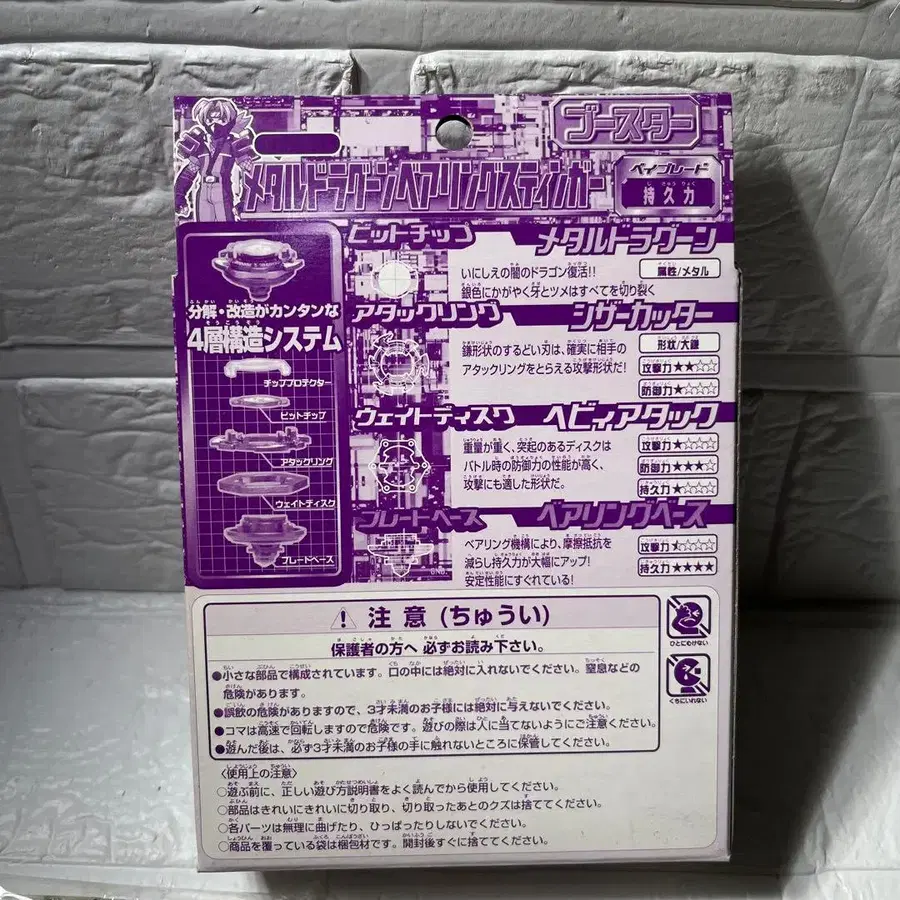 ブースター
メタルドラグーンベアリングスティンガー
ベイブレード
持久力
ビットチップ
メタルドラグーン
いにしえの闇のドラゴン復活!!
銀色にかがやく牙とツメはすべてを切り裂く
属性/メタル
アタックリング
シザーカッター
鎌形状のするどい刃は、確実に相手の
アタックリングをとらえる攻撃形状だ!
形状/大鎌
攻撃力★★☆☆☆
防御力★☆☆☆
ウェイトディスク
ヘビィアタック
重量が重く、突起のあるディスクは
バトル時の防御力の性能が高く、
攻撃にも適した形状だ。
攻撃力★☆☆☆
防御力★★★☆
持久力★☆☆☆
ブレードベース
ベアリングベース
ベアリング機構により、摩擦抵抗を
減らし持久力が大幅にアップ!
安定性能にすぐれている!
攻撃力★☆☆☆
持久力★★★★
分解・改造がカンタンな
4層構造システム
チッププロテクター
ビットチップ
アタックリング
ウェイトディスク
ブレードベース
注意(ちゅうい)
保護者の方へ 必ずお読み下さい。
●小さな部品で構成されています。口の中には絶対に入れないでください。窒息などの
危険があります。
●誤飲の危険がありますので、3才未満のお子様には絶対に与えないでください。
●コマは高速で回転しますので危険です。遊びの際は人に当てないようにご注意ください。
●遊んだ後は、必ず3才未満のお子様の手に触れないところに保管してください。
ひとにむけない
くちにいれない
〈使用上の注意〉
○遊ぶ前に、正しい遊び方説明書をよく読んでから使用してください。
○部品はきれいにきれいに切り取り、切り取ったあとのクズは捨ててください。
○各パーツは無理に曲げたり、ひっぱったりしないでください。
○商品を覆っている袋は梱包材です。開封後すぐに捨ててください。